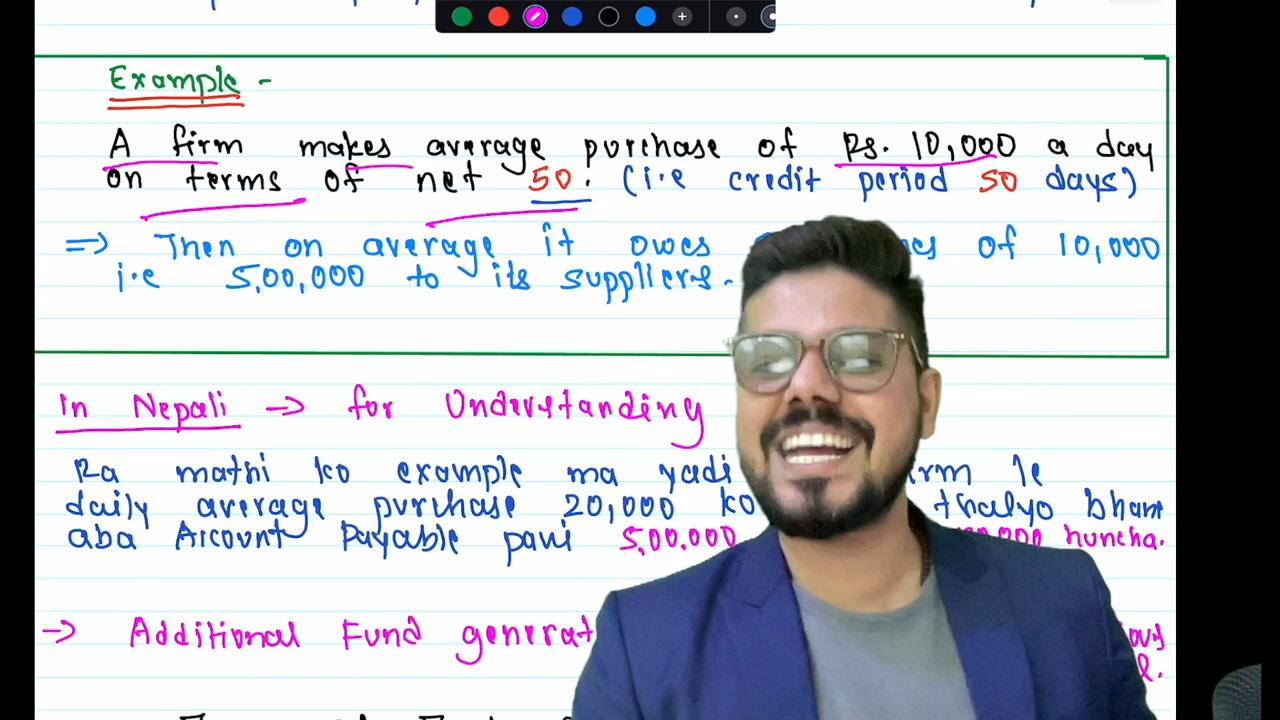 Example -
A firm makes average purchase of Rs. 10,000 a day
on terms of net 50. (i.e credit period 50 days)
=> Then on average it owes of 10,000
i.e 5,00,000 to its suppliers.
In Nepali -> for Understanding
Ra mathi ko example ma yadi le
daily average purchase 20,000 ko thalyo bhane
aba Account Payable pani 5,00,000 huncha.
-> Additional Fund